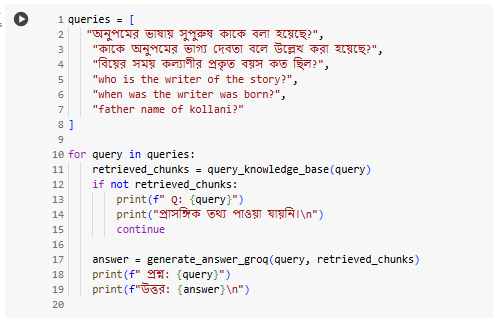 1 queries = [
2 "অনুপমের ভাষায় সুপুরুষ কাকে বলা হয়েছে?",
3 "কাকে অনুপমের ভাগ্য দেবতা বলে উল্লেখ করা হয়েছে?",
4 "বিয়ের সময় কল্যাণীর প্রকৃত বয়স কত ছিল?",
5 "who is the writer of the story?",
6 "when was the writer was born?",
7 "father name of kollani?"
8 ]
9
10 for query in queries:
11 retrieved_chunks = query_knowledge_base(query)
12 if not retrieved_chunks:
13 print(f" Q: {query}")
14 print("প্রাসঙ্গিক তথ্য পাওয়া যায়নি।\n")
15 continue
16
17 answer = generate_answer_groq(query, retrieved_chunks)
18 print(f" প্রশ্ন: {query}")
19 print(f"উত্তর: {answer}\n")
20